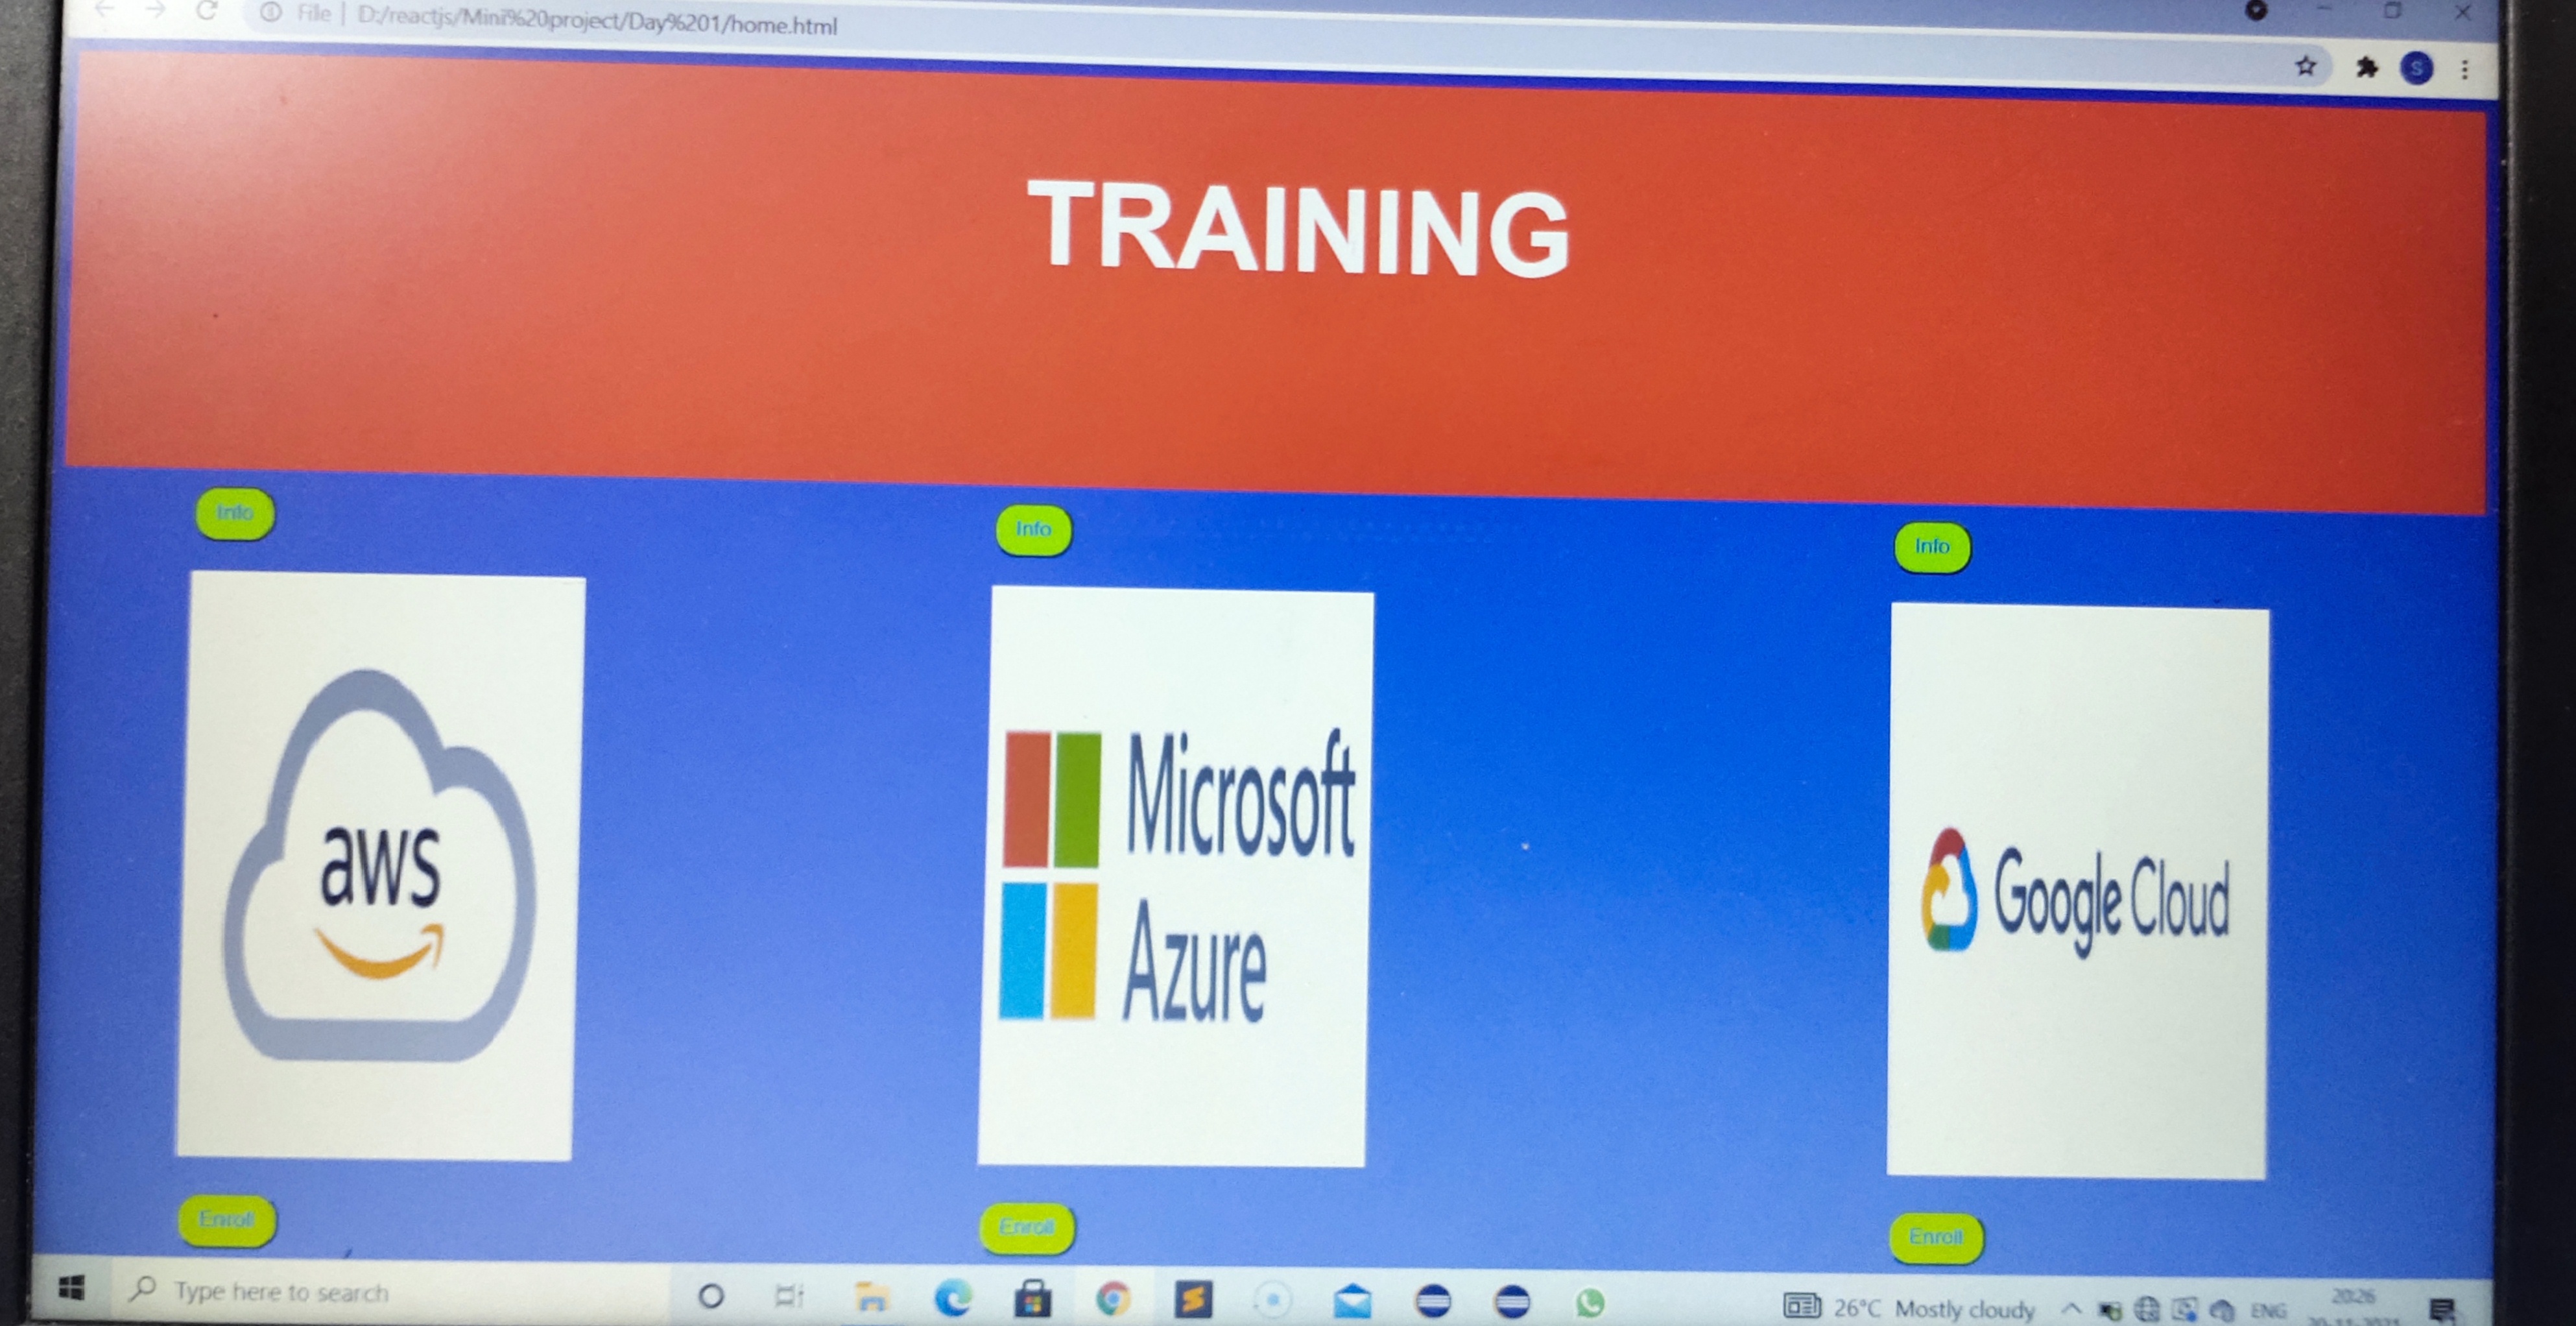 File | D:/reactjs/Mini%20project/Day%201/home.html
S
TRAINING
Info
Info
Info
aws
Microsoft
Azure
Google Cloud
Enroll
Enroll
Enroll
Type here to search
26°C Mostly cloudy
ENG
20:26